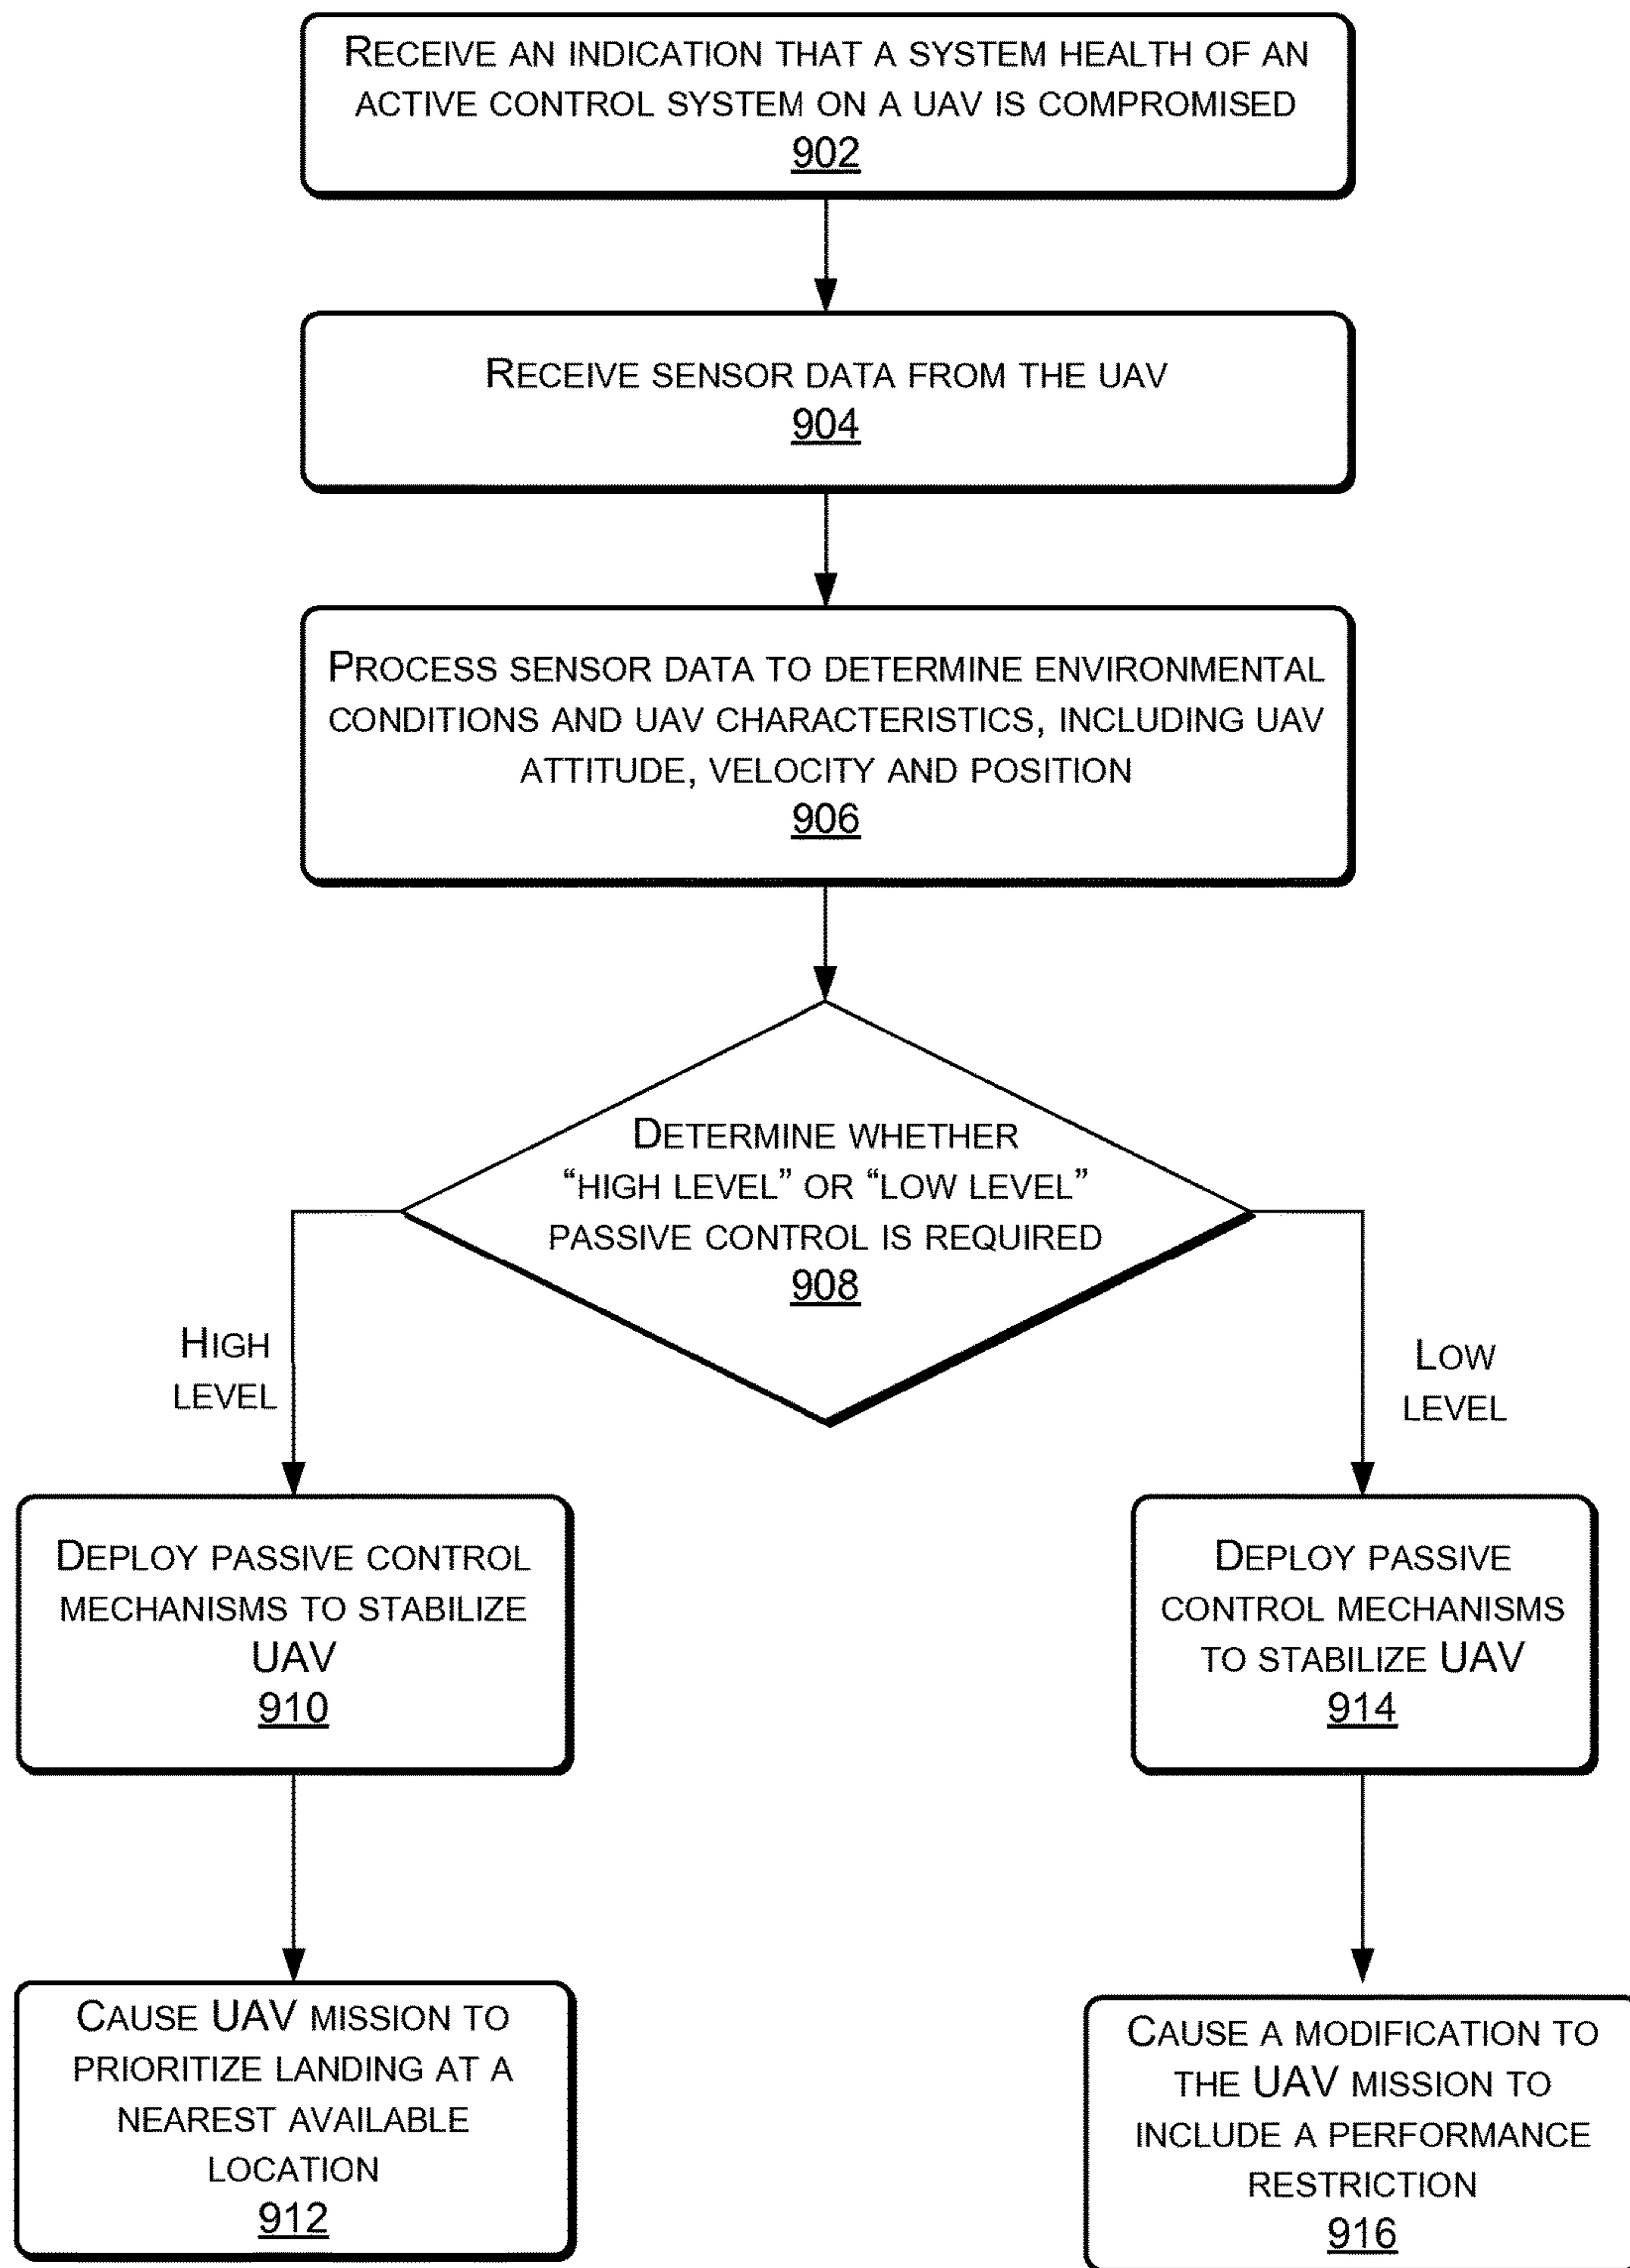 RECEIVE AN INDICATION THAT A SYSTEM HEALTH OF AN
ACTIVE CONTROL SYSTEM ON A UAV IS COMPROMISED
902
RECEIVE SENSOR DATA FROM THE UAV
904
PROCESS SENSOR DATA TO DETERMINE ENVIRONMENTAL
CONDITIONS AND UAV CHARACTERISTICS, INCLUDING UAV
ATTITUDE, VELOCITY AND POSITION
906
DETERMINE WHETHER
“HIGH LEVEL” OR “LOW LEVEL”
PASSIVE CONTROL IS REQUIRED
908
HIGH
LEVEL
LOW
LEVEL
DEPLOY PASSIVE CONTROL
MECHANISMS TO STABILIZE
UAV
910
DEPLOY PASSIVE
CONTROL MECHANISMS
TO STABILIZE UAV
914
CAUSE UAV MISSION TO
PRIORITIZE LANDING AT A
NEAREST AVAILABLE
LOCATION
912
CAUSE A MODIFICATION TO
THE UAV MISSION TO
INCLUDE A PERFORMANCE
RESTRICTION
916